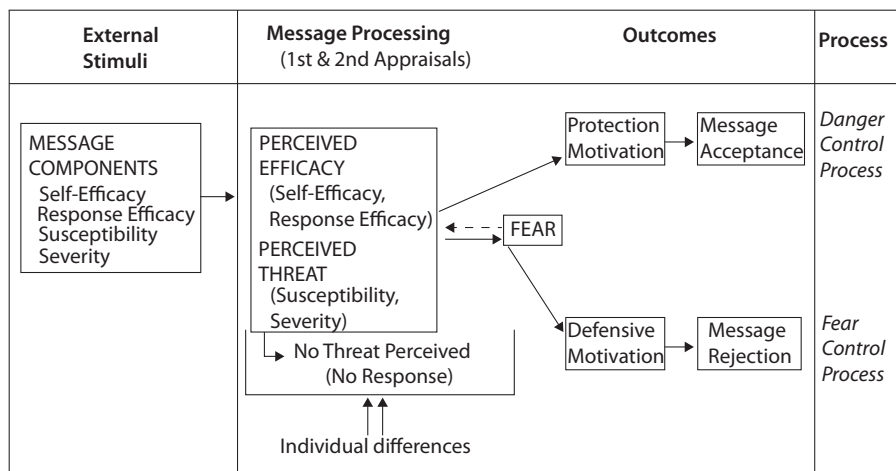 External
Stimuli
Message Processing
(1st & 2nd Appraisals)
Outcomes
Process
MESSAGE
COMPONENTS
Self-Efficacy
Response Efficacy
Susceptibility
Severity
PERCEIVED
EFFICACY
(Self-Efficacy,
Response Efficacy)
PERCEIVED
THREAT
(Susceptibility,
Severity)
No Threat Perceived
(No Response)
Individual differences
FEAR
Protection
Motivation
Message
Acceptance
Danger
Control
Process
Defensive
Motivation
Message
Rejection
Fear
Control
Process